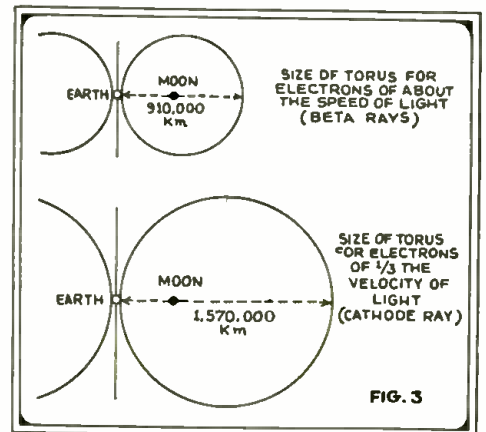 MOON
EARTH
910,000
Km
SIZE OF TORUS FOR
ELECTRONS OF ABOUT
THE SPEED OF LIGHT
(BETA RAYS)
MOON
EARTH
1,570,000
Km
SIZE OF TORUS
FOR ELECTRONS
OF 1/3 THE
VELOCITY OF
LIGHT
(CATHODE RAY)
FIG. 3